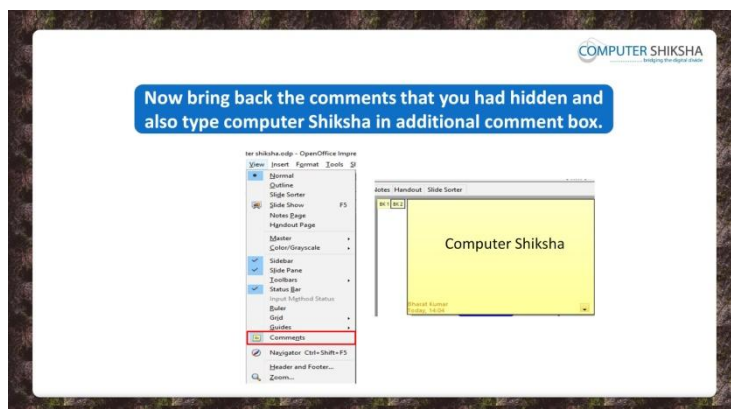 COMPUTER SHIKSHA
bridging the digital divide
Now bring back the comments that you had hidden and
also type computer Shiksha in additional comment box.
ter shiksha.odp - OpenOffice Impre
View Insert Format Tools Sl
Normal
Outline
Slide Sorter
Slide Show F5
Notes Page
Handout Page
Master
Color/Grayscale
Sidebar
Slide Pane
Toolbars
Status Bar
Input Method Status
Ruler
Grid
Guides
Comments
Navigator Ctrl+Shift+F5
Header and Footer...
Zoom...
Notes Handout Slide Sorter
BK 1 BK 2
Computer Shiksha
Bharat Kumar
Today, 14:04